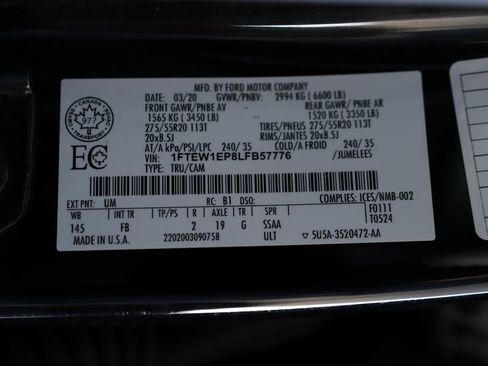 MFD. BY FORD MOTOR COMPANY
DATE: 03/20 GVWR/PNBV: 2994 KG ( 6600 LB)
FRONT GAWR/PNBE AV REAR GAWR/PNBE AR
1565 KG ( 3450 LB) 1520 KG ( 3350 LB)
275/55R20 113T TIRES/PNEUS 275/55R20 113T
20x8.5J RIMS/JANTES 20x8.5J
AT/A kPa/PSI/LPC 240/ 35 COLD/A FROID 240/ 35
VIN: 1FTEW1EP8LFB57776 /JUMELEES
TYPE: TRU/CAM
CANADA
977
EC
COMPLIES: ICES/NMB-002
EXT PNT: UM RC: B1 DSO: F0111
WB INT TR TP/PS R AXLE TR SPR T0524
145 FB 2 19 G SSAA
MADE IN U.S.A. 2202003090758 ULT ▽ 5U5A-3520472-AA